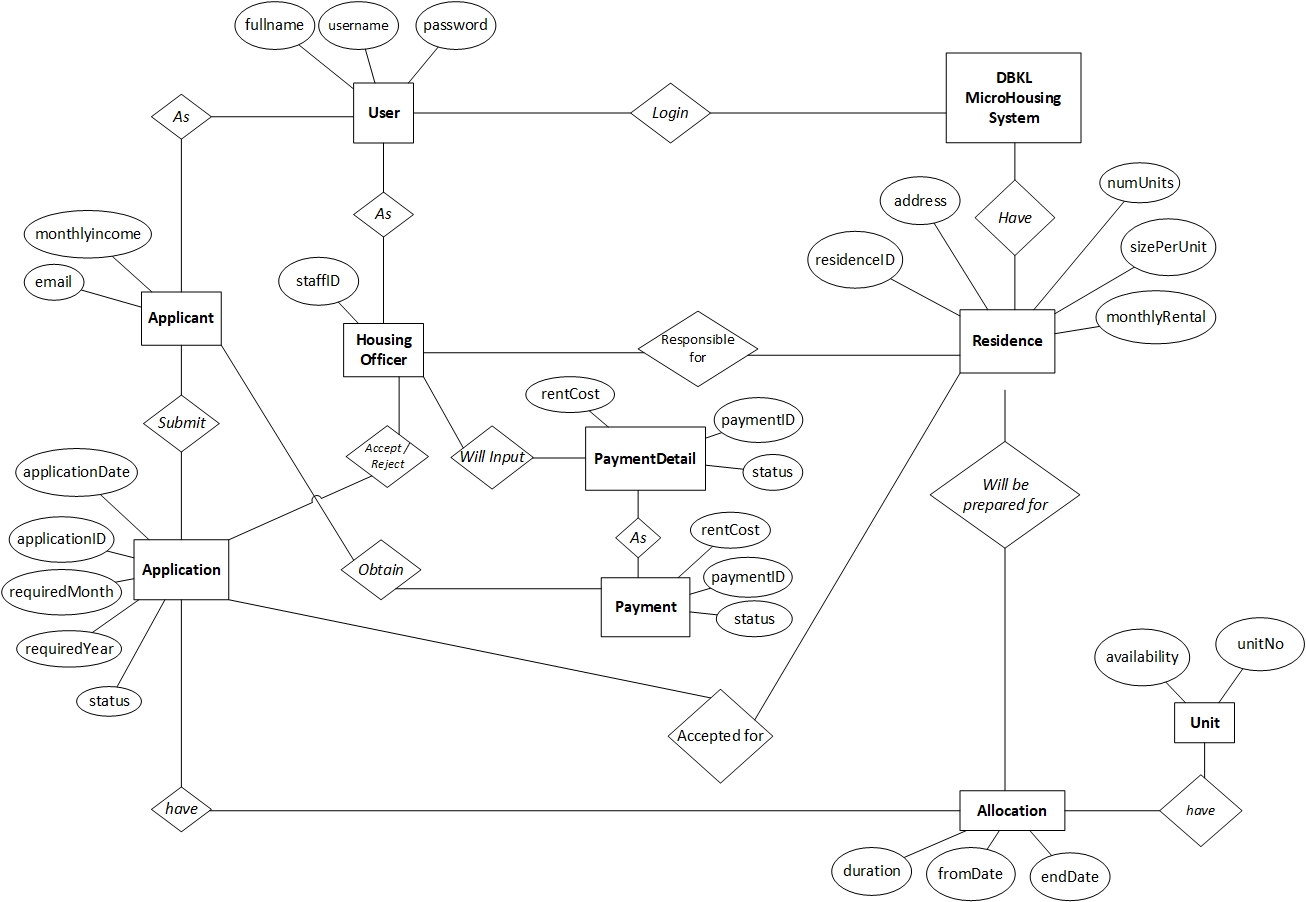 fullname
username
password
DBKL
MicroHousing
System
As
User
Login
address
numUnits
As
Have
monthlyincome
sizePerUnit
residenceID
email
staffID
Applicant
monthlyRental
Housing
Officer
Responsible
for
Residence
rentCost
Submit
paymentID
Accept /
Reject
Will Input
PaymentDetail
applicationDate
status
Will be
prepared for
applicationID
As
rentCost
Application
Obtain
paymentID
requiredMonth
Payment
status
requiredYear
unitNo
availability
status
Unit
Accepted for
have
Allocation
have
duration
fromDate
endDate